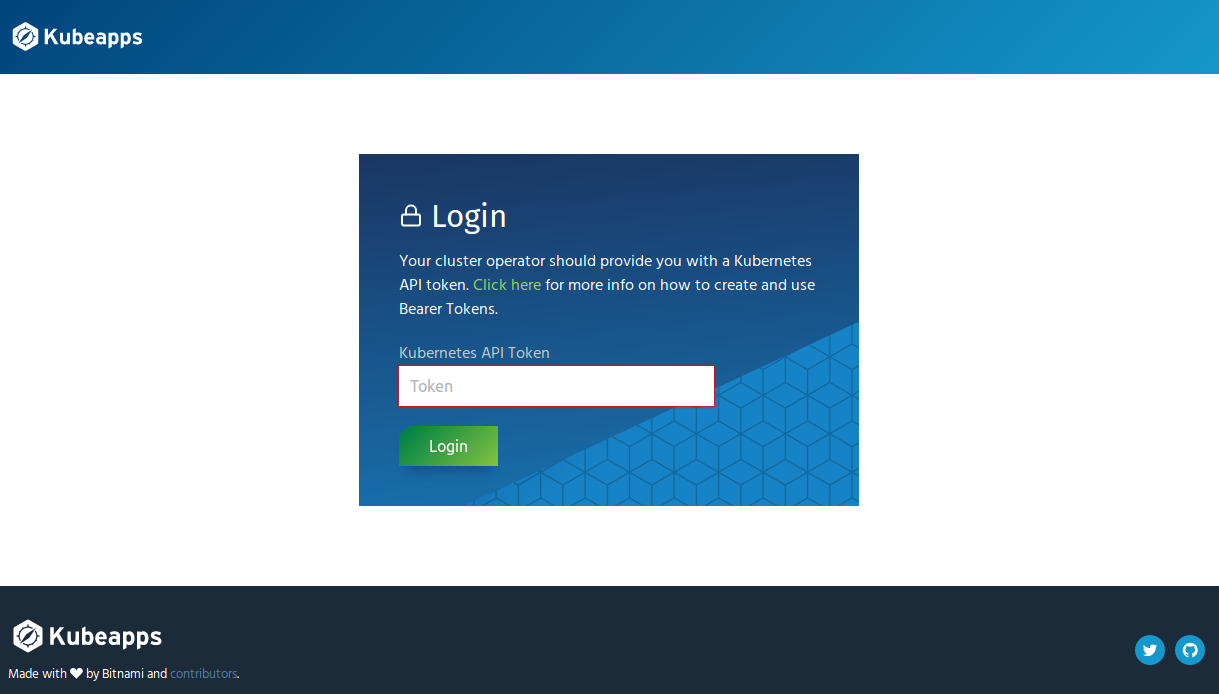 Kubeapps
Login
Your cluster operator should provide you with a Kubernetes
API token. Click here for more info on how to create and use
Bearer Tokens.
Kubernetes API Token
Token
Login
Kubeapps
Made with ❤ by Bitnami and contributors.